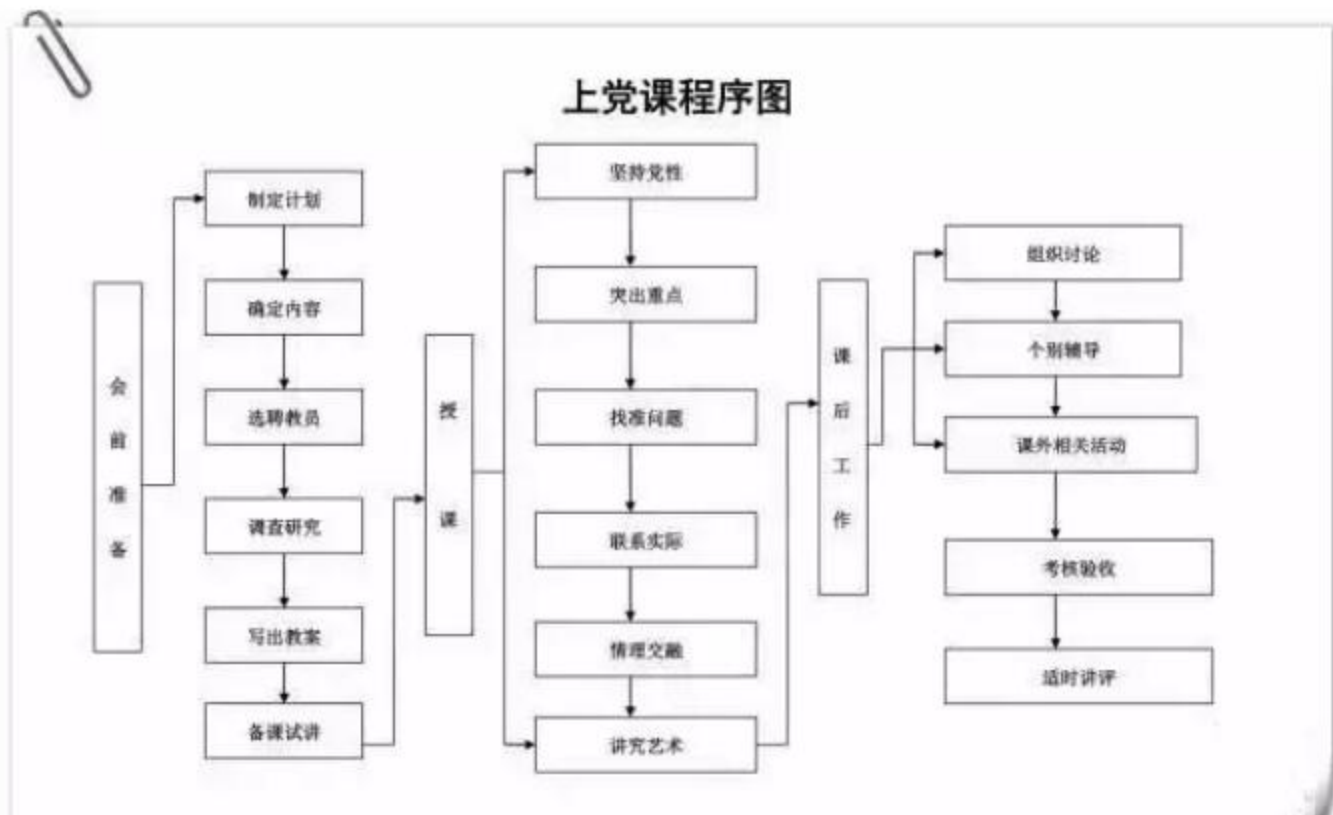 上党课程序图
会前准备
制定计划
确定内容
选聘教员
调查研究
写出教案
备课试讲
授课
坚持党性
突出重点
找准问题
联系实际
情理交融
讲究艺术
课后工作
组织讨论
个别辅导
课外相关活动
考核验收
适时讲评